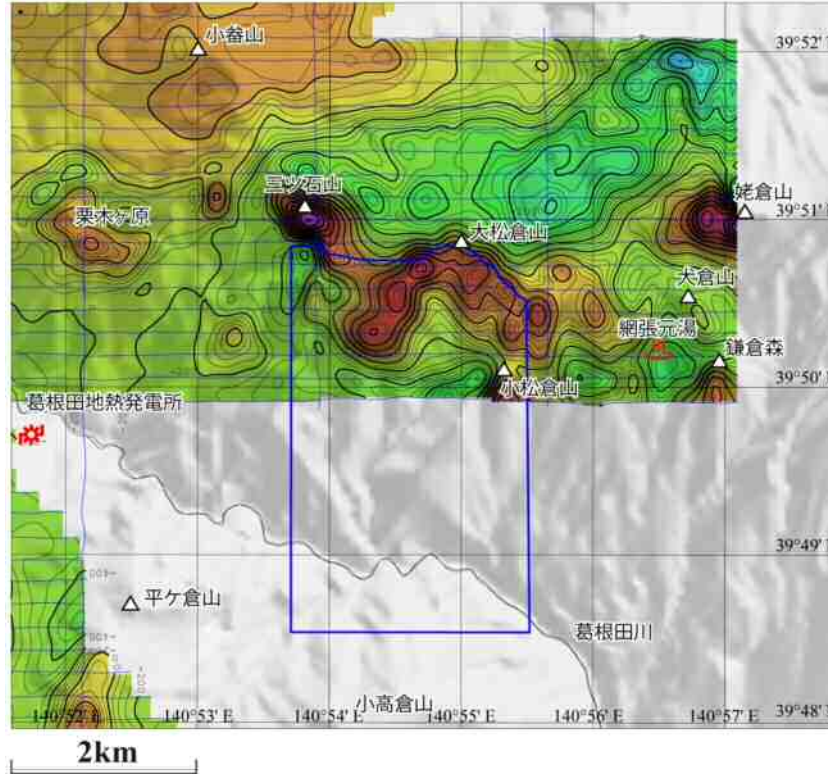 小畚山
39°52' N
三ツ石山
姥倉山
栗木ヶ原
39°51' N
大松倉山
犬倉山
網張元湯
鎌倉森
39°50' N
小松倉山
葛根田地熱発電所
39°49' N
平ケ倉山
葛根田川
小高倉山
39°48' N
140°52' E
140°53' E
140°54' E
140°55' E
140°56' E
140°57' E
2km